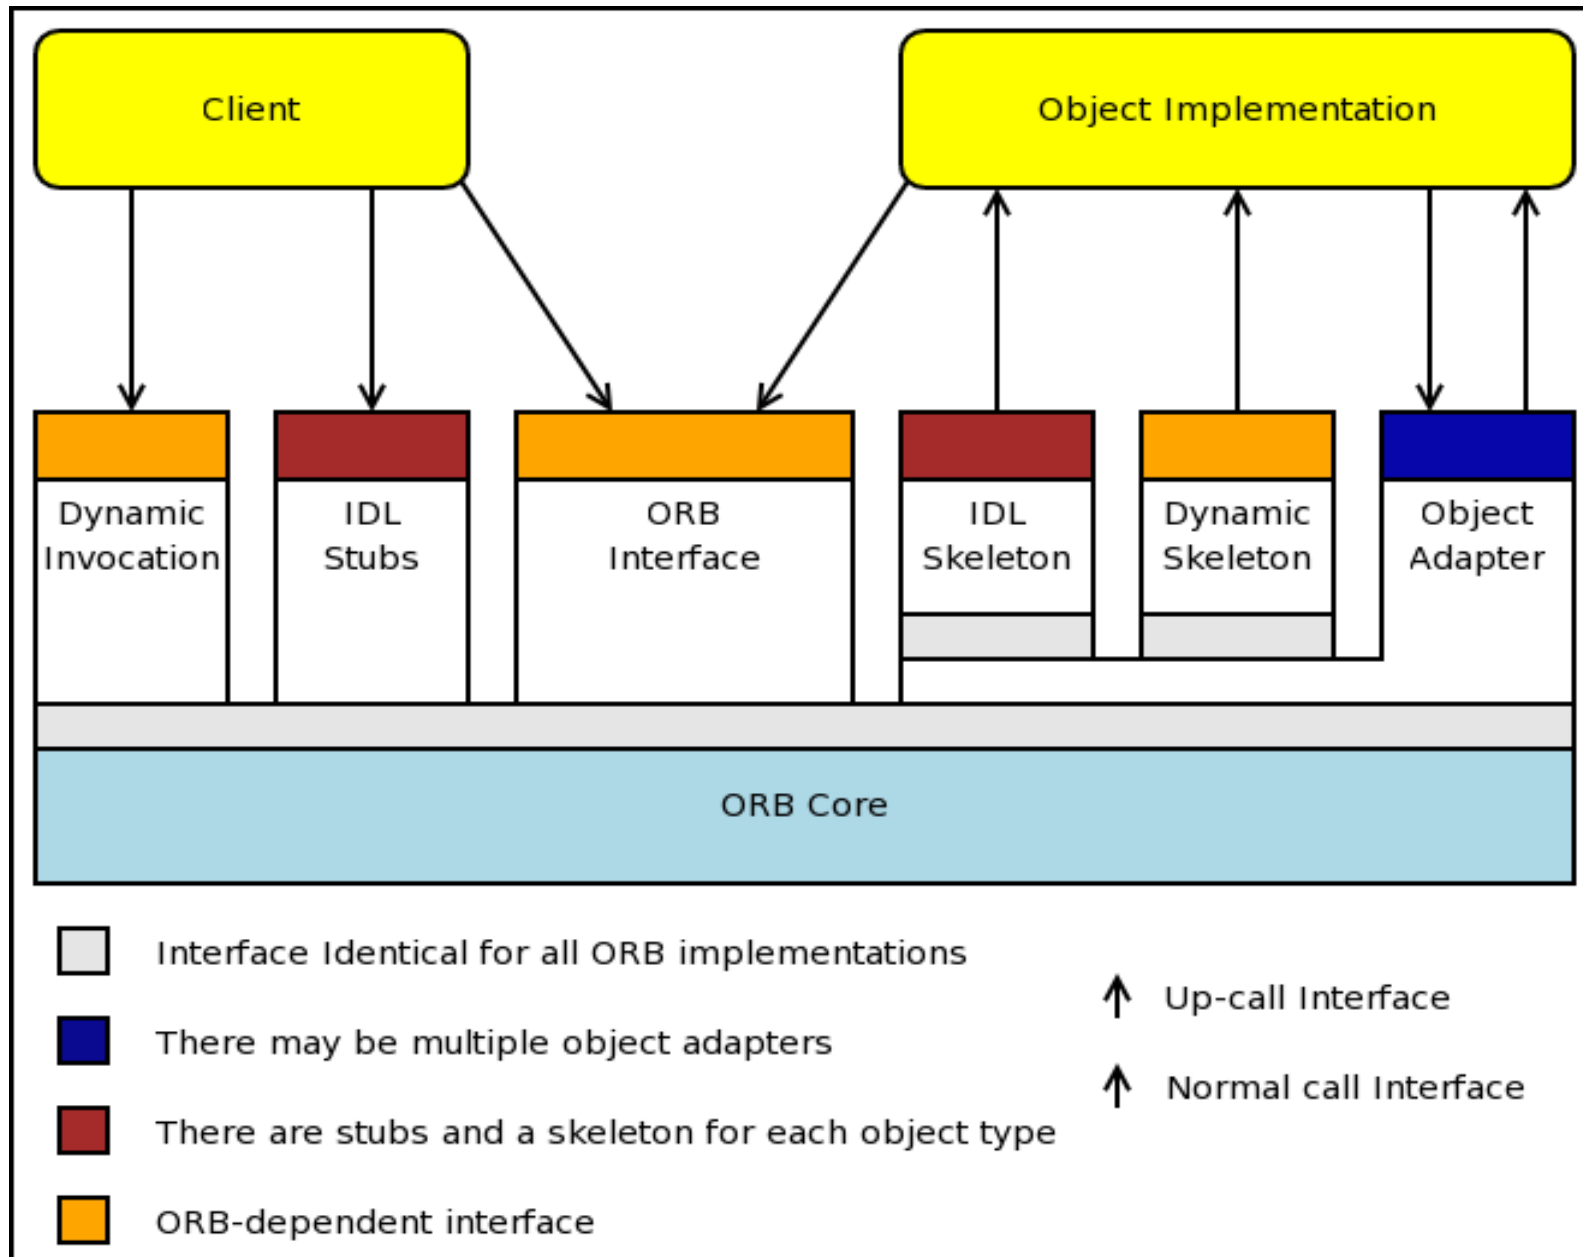 Client
Object Implementation
Dynamic
Invocation
IDL
Stubs
ORB
Interface
IDL
Skeleton
Dynamic
Skeleton
Object
Adapter
ORB Core
Interface Identical for all ORB implementations
There may be multiple object adapters
There are stubs and a skeleton for each object type
ORB-dependent interface
Up-call Interface
Normal call Interface